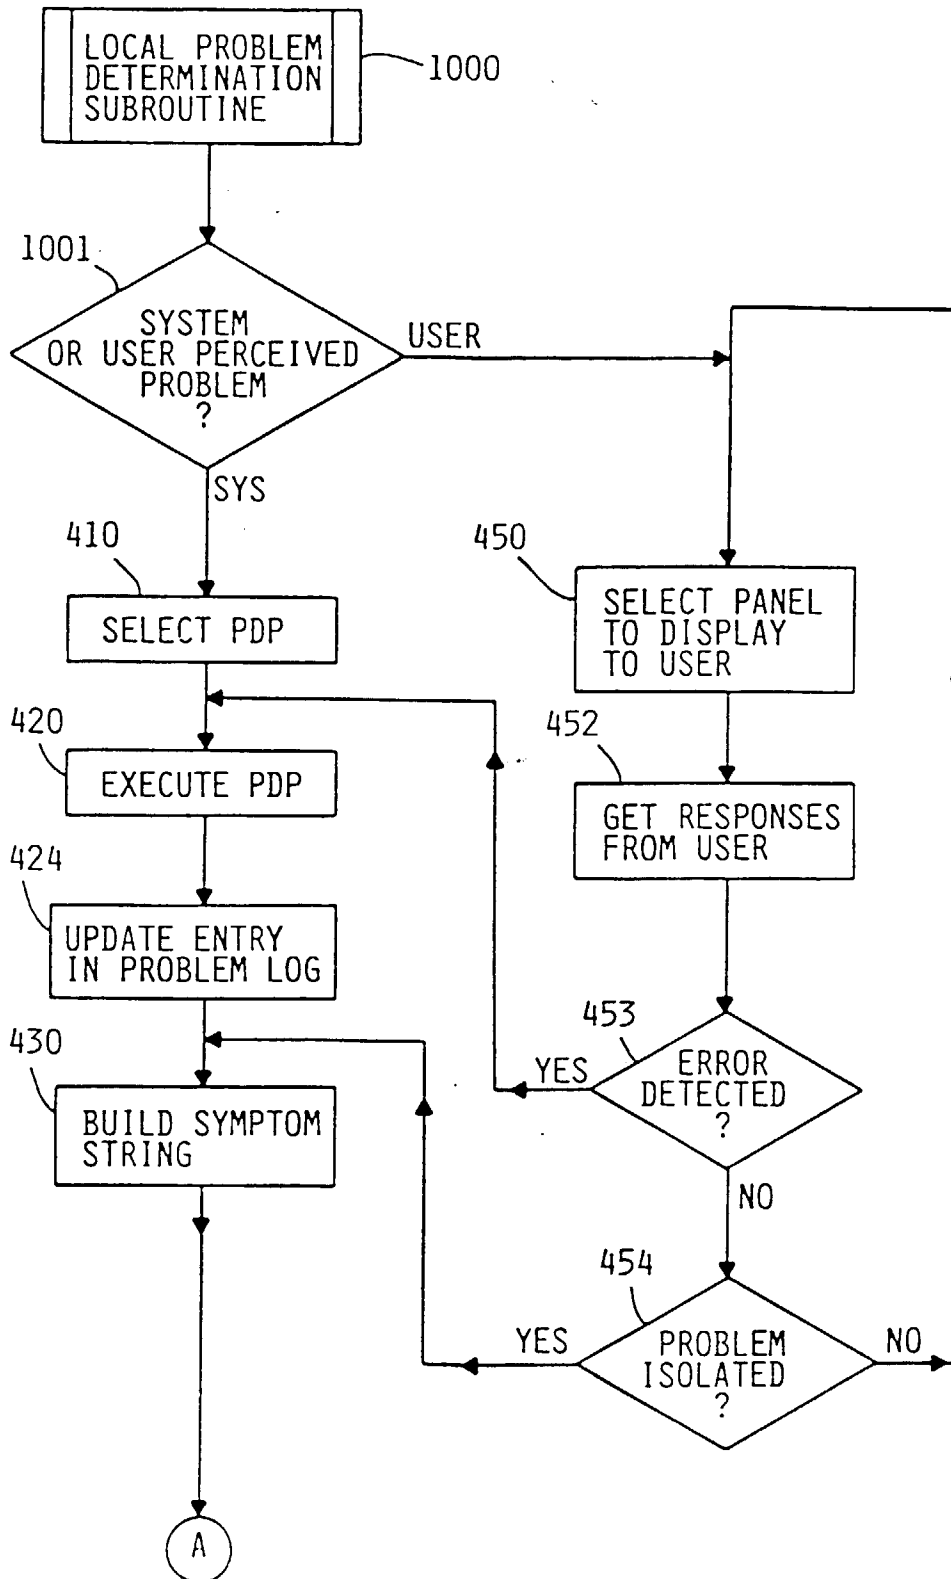 LOCAL PROBLEM
DETERMINATION
SUBROUTINE
1000
1001
SYSTEM
OR USER PERCEIVED
PROBLEM
?
USER
SYS
410
SELECT PDP
420
EXECUTE PDP
424
UPDATE ENTRY
IN PROBLEM LOG
430
BUILD SYMPTOM
STRING
A
450
SELECT PANEL
TO DISPLAY
TO USER
452
GET RESPONSES
FROM USER
453
ERROR
DETECTED
?
YES
NO
454
PROBLEM
ISOLATED
?
YES
NO